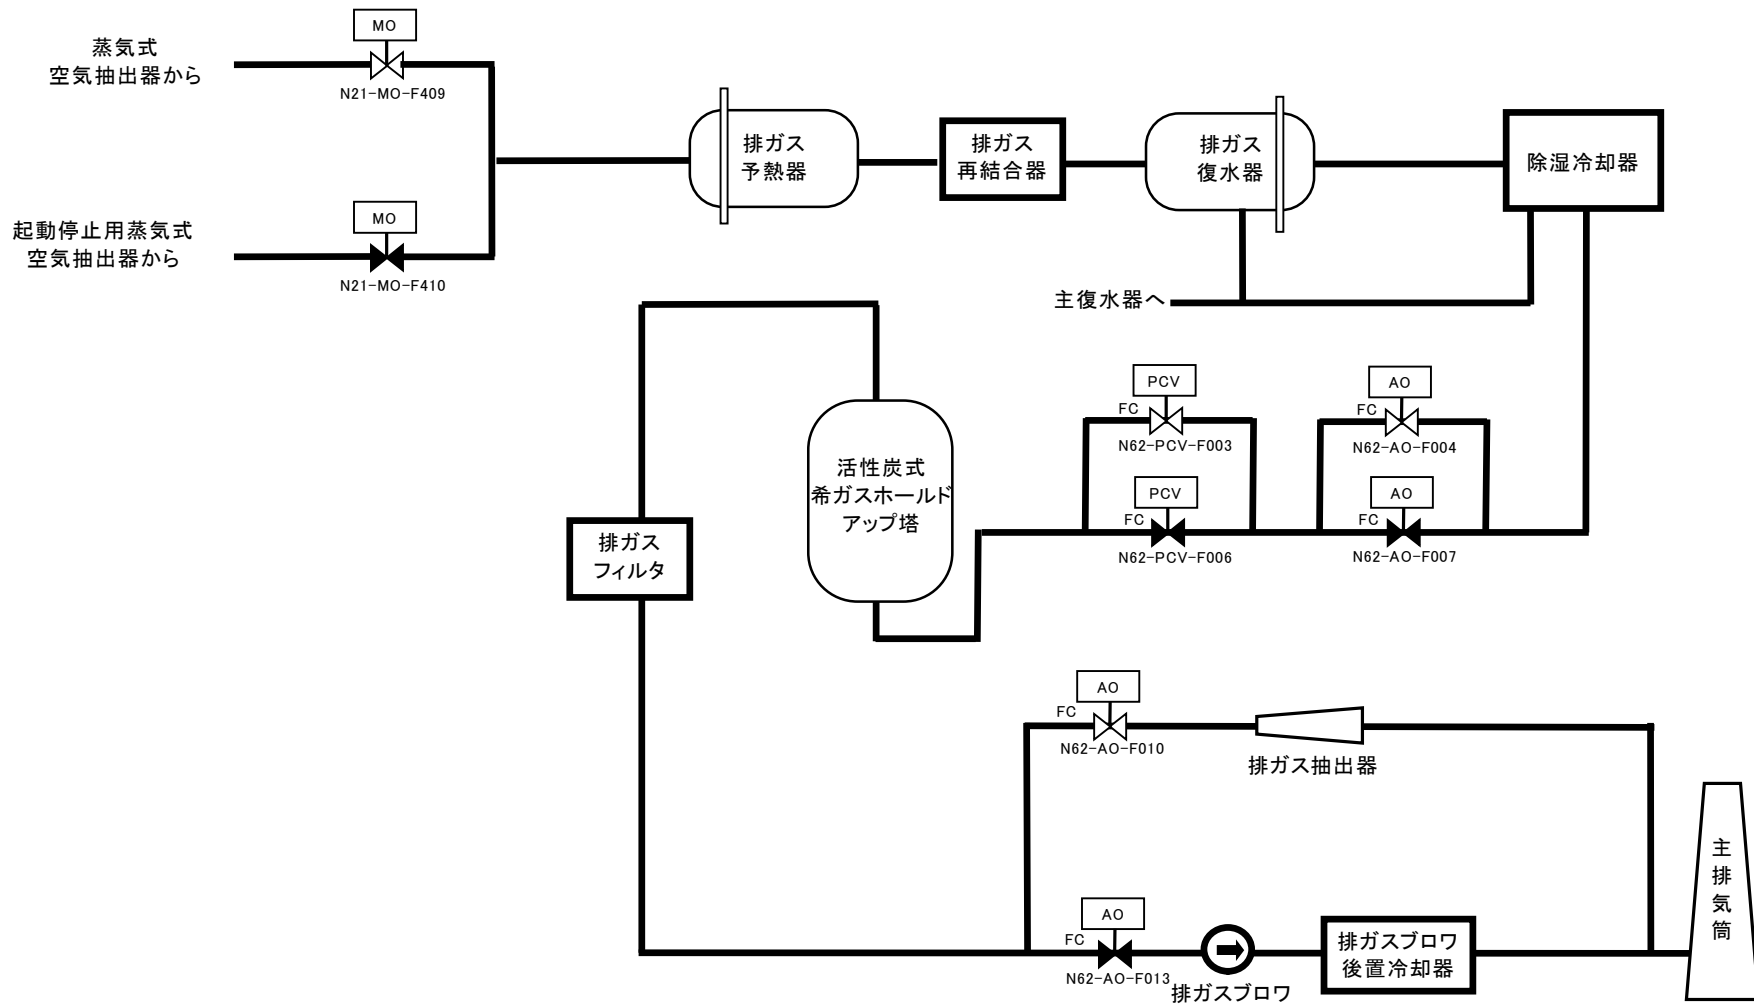 MO
蒸気式
空気抽出器から
N21-MO-F409
MO
起動停止用蒸気式
空気抽出器から
N21-MO-F410
排ガス
予熱器
排ガス
再結合器
排ガス
復水器
除湿冷却器
主復水器へ
PCV
FC
N62-PCV-F003
AO
FC
N62-AO-F004
PCV
FC
N62-PCV-F006
AO
FC
N62-AO-F007
活性炭式
希ガスホールド
アップ塔
排ガス
フィルタ
AO
FC
N62-AO-F010
排ガス抽出器
AO
FC
N62-AO-F013
排ガスブロワ
排ガスブロワ
後置冷却器
主
排
気
筒